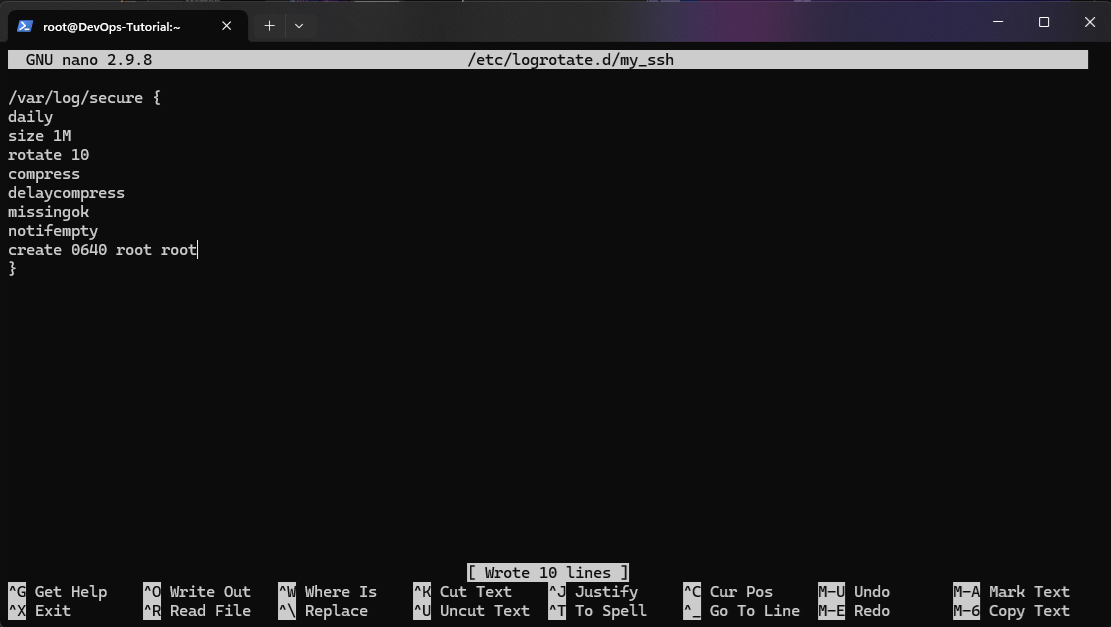 root@DevOps-Tutorial:~
GNU nano 2.9.8 /etc/logrotate.d/my_ssh
/var/log/secure {
daily
size 1M
rotate 10
compress
delaycompress
missingok
notifempty
create 0640 root root
}
[ Wrote 10 lines ]
^G Get Help ^O Write Out ^W Where Is ^K Cut Text ^J Justify ^C Cur Pos M-U Undo M-A Mark Text
^X Exit ^R Read File ^\ Replace ^U Uncut Text ^T To Spell ^_ Go To Line M-E Redo M-6 Copy Text